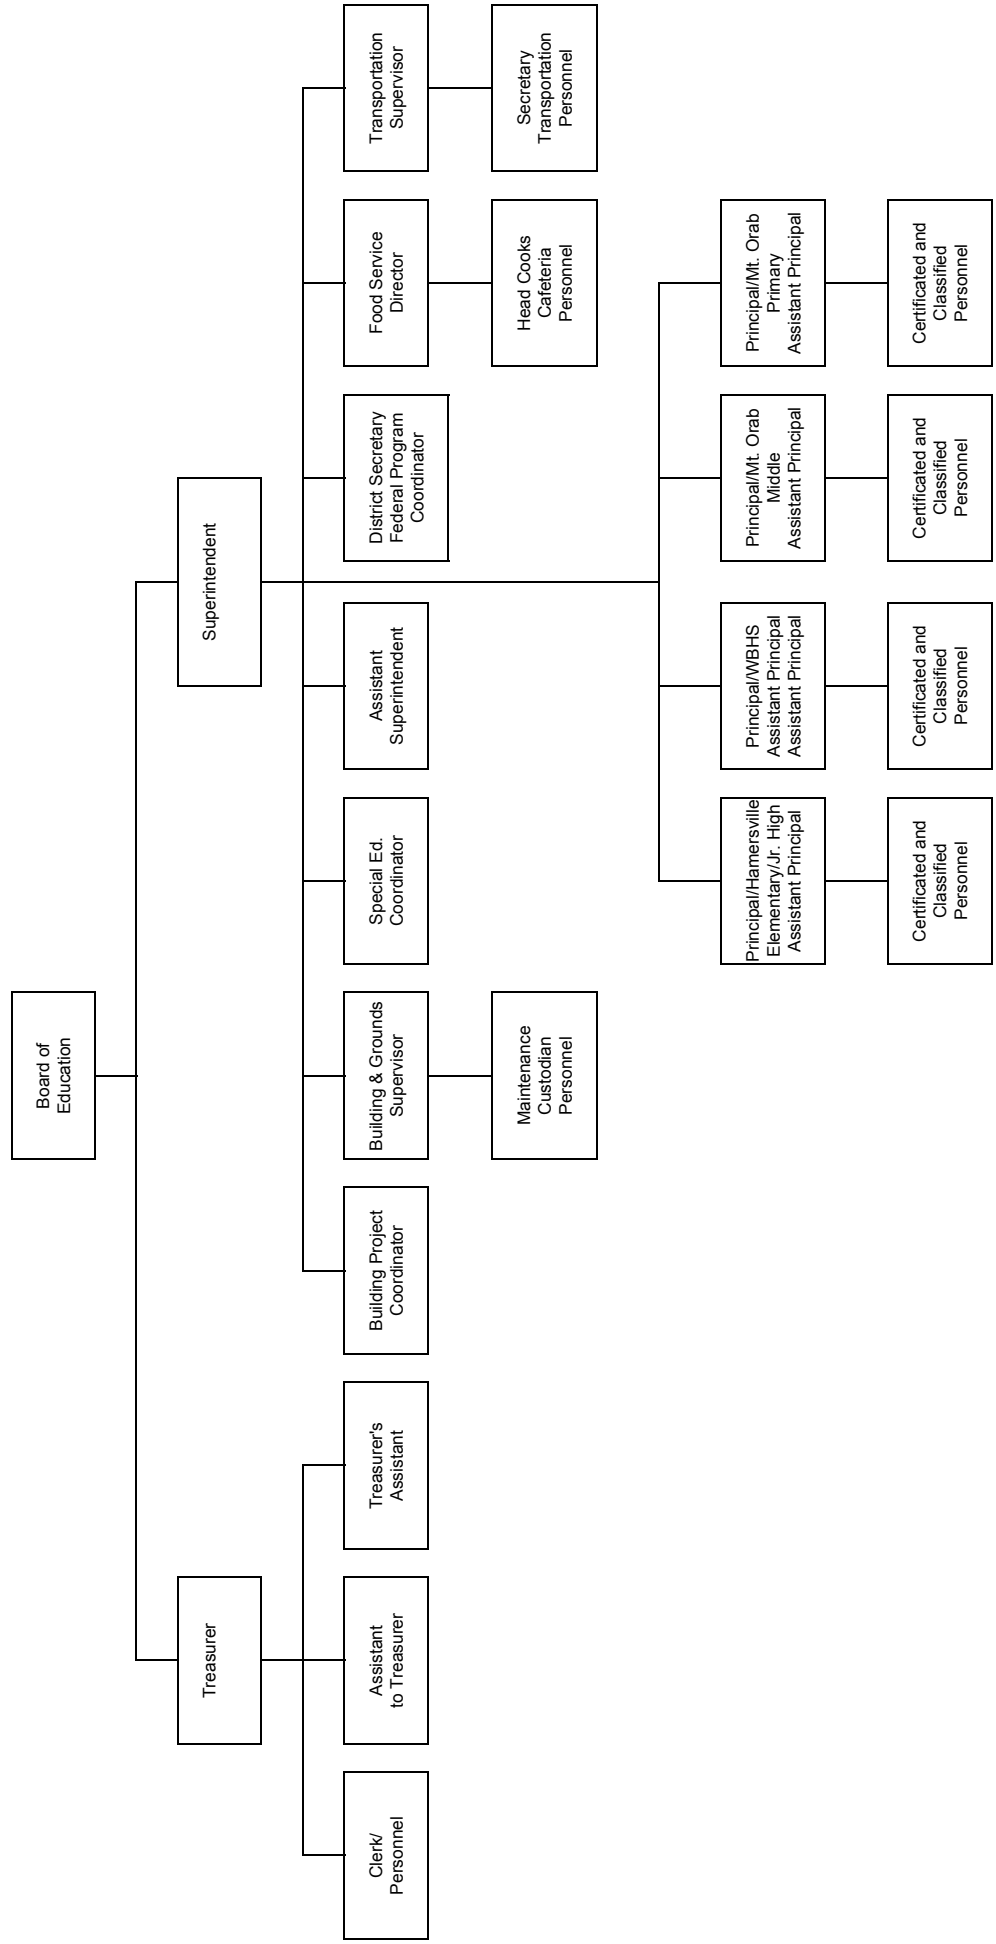 Board of
Education
Treasurer
Superintendent
Clerk/
Personnel
Assistant
to Treasurer
Treasurer's
Assistant
Building Project
Coordinator
Building & Grounds
Supervisor
Special Ed.
Coordinator
Assistant
Superintendent
District Secretary
Federal Program
Coordinator
Food Service
Director
Transportation
Supervisor
Maintenance
Custodian
Personnel
Head Cooks
Cafeteria
Personnel
Secretary
Transportation
Personnel
Principal/Hamersville
Elementary/Jr. High
Assistant Principal
Principal/WBHS
Assistant Principal
Assistant Principal
Principal/Mt. Orab
Middle
Assistant Principal
Principal/Mt. Orab
Primary
Assistant Principal
Certificated and
Classified
Personnel
Certificated and
Classified
Personnel
Certificated and
Classified
Personnel
Certificated and
Classified
Personnel